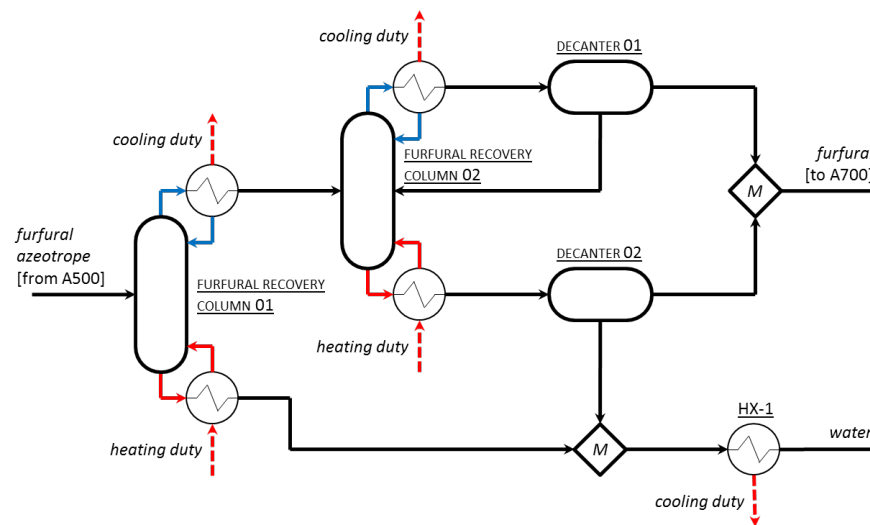 cooling duty
DECANTER 01
cooling duty
FURFURAL RECOVERY
COLUMN 02
furfural
[to A700]
M
furfural
azeotrope
[from A500]
DECANTER 02
FURFURAL RECOVERY
COLUMN 01
heating duty
HX-1
M
water
heating duty
cooling duty